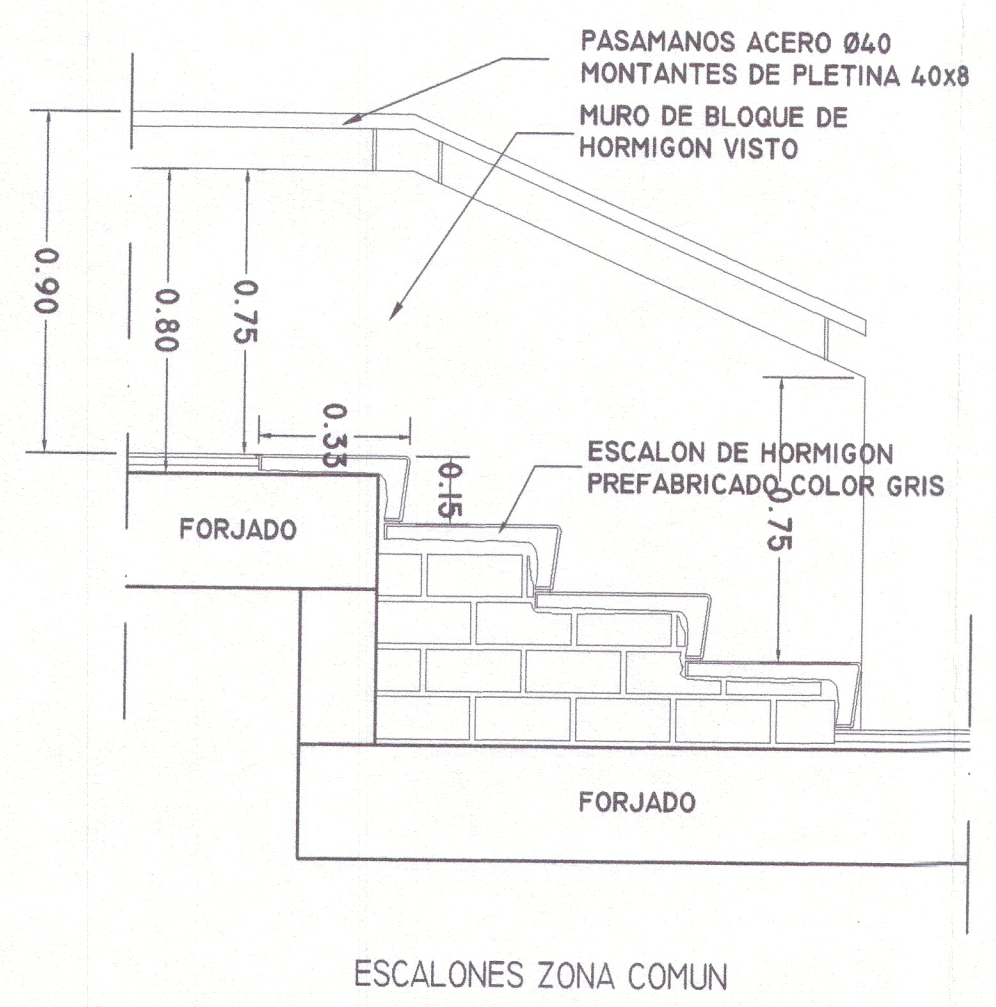 PASAMANOS ACERO Ø40
MONTANTES DE PLETINA 40x8
MURO DE BLOQUE DE
HORMIGON VISTO
0.90
0.80
0.75
0.33
0.15
ESCALON DE HORMIGON
PREFABRICADO COLOR GRIS
0.75
FORJADO
FORJADO
ESCALONES ZONA COMUN